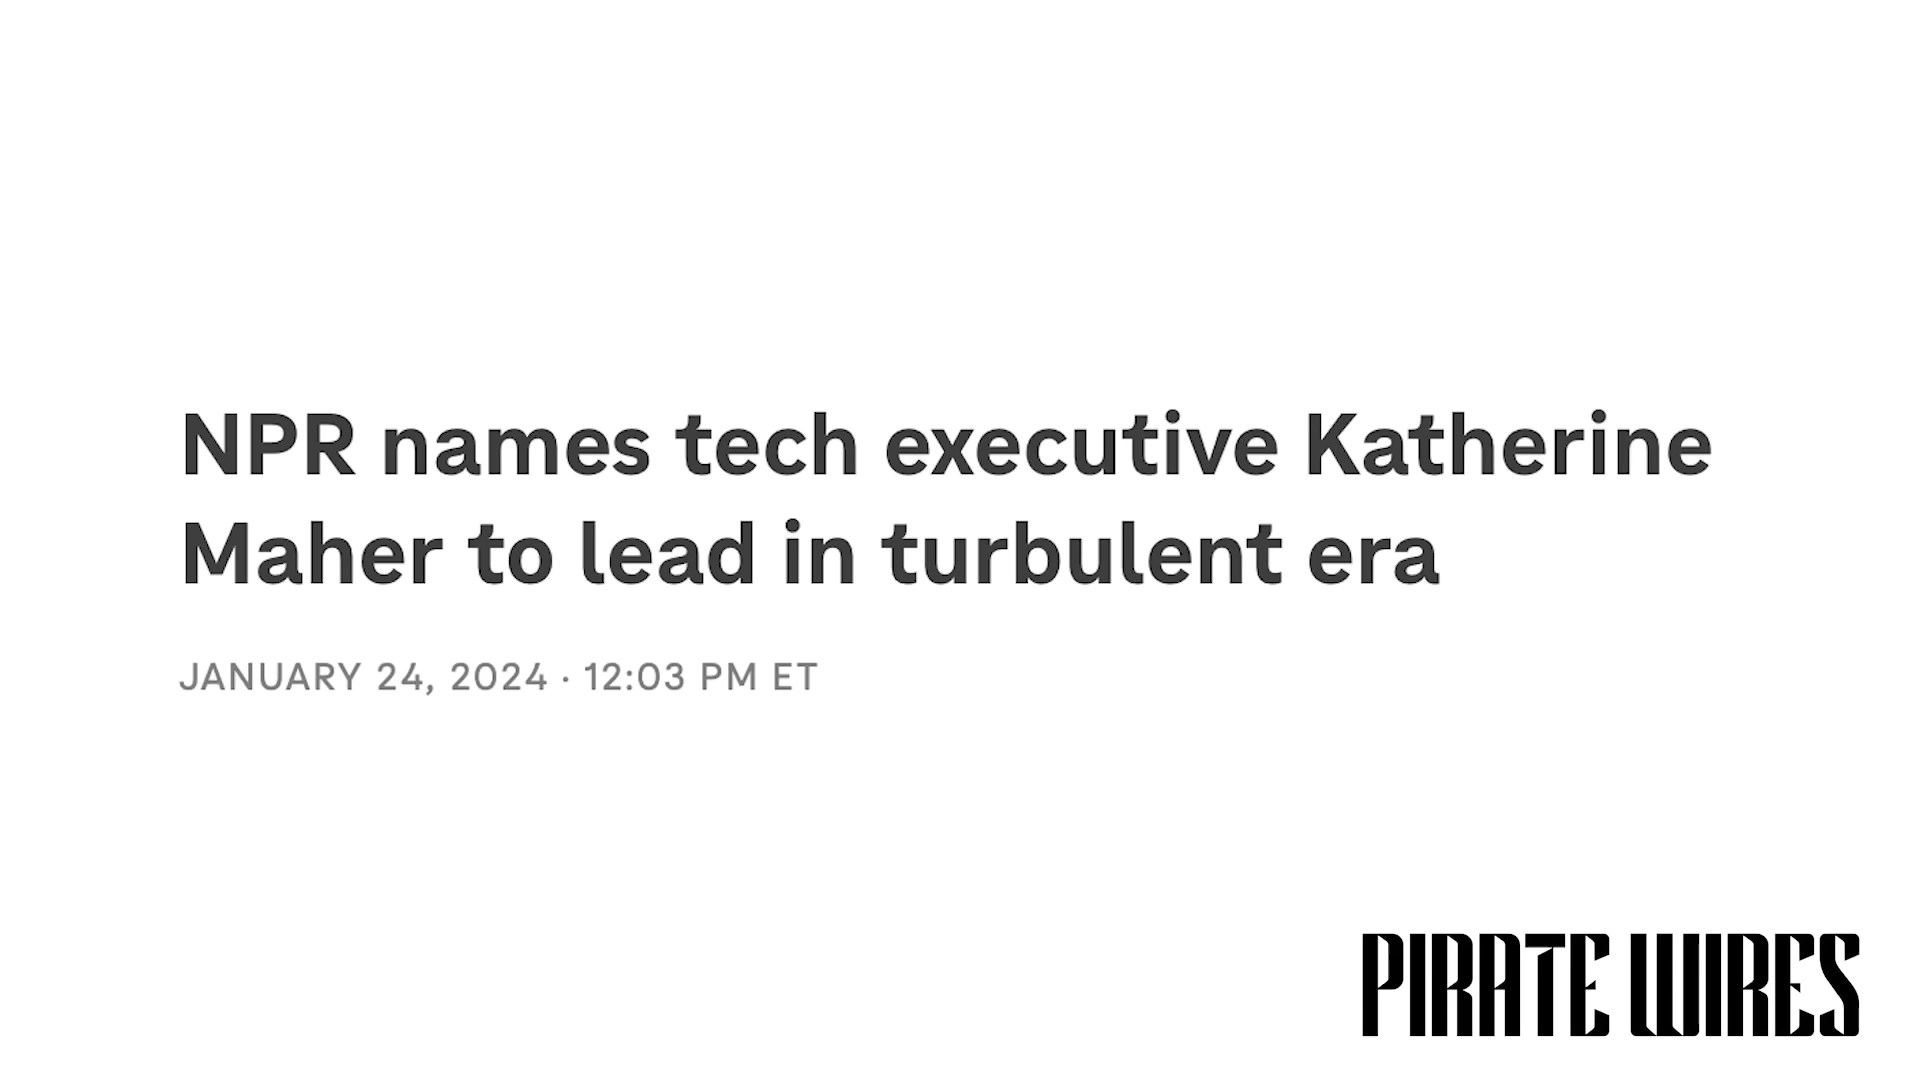 NPR names tech executive Katherine
Maher to lead in turbulent era
JANUARY 24, 2024 · 12:03 PM ET
PIRATE WIRES